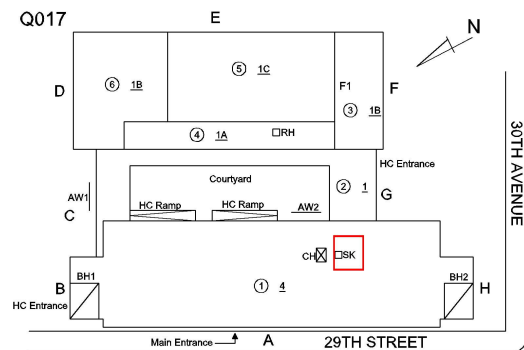 Q017
E
N
D
⑥ 1B
⑤ 1C
F1
③ 1B
F
④ 1A
RH
HC Entrance
30TH AVENUE
Courtyard
② 1
G
AW1
C
HC Ramp
HC Ramp
AW2
CH
SK
B
BH1
HC Entrance
① 4
BH2
H
Main Entrance
A
29TH STREET